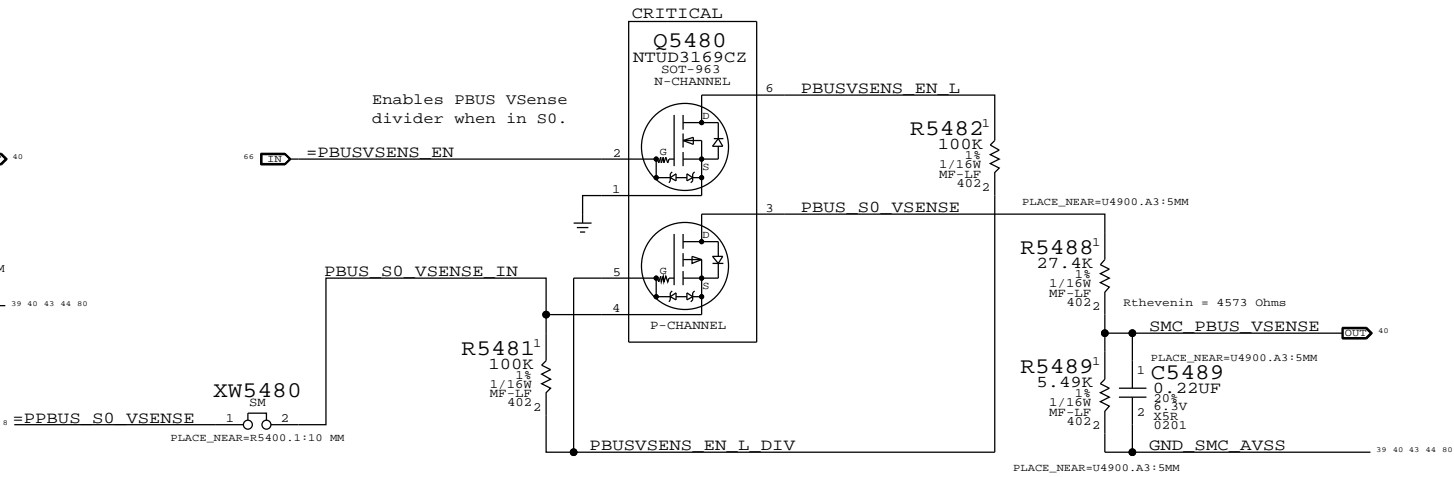 CRITICAL
Q5480
NTUD3169CZ
SOT-963
N-CHANNEL
6 PBUSVSENS_EN_L
Enables PBUS VSense
divider when in S0.
D
R5482 1
100K
1%
1/16W
MF-LF
402 2
40
66 IN =PBUSVSENS_EN
2
G
S
1
3 PBUS_S0_VSENSE
PLACE_NEAR=U4900.A3:5MM
D
R5488 1
27.4K
1%
1/16W
MF-LF
402 2
M
PBUS_S0_VSENSE_IN
5
G
S
39 40 43 44 80
4
P-CHANNEL
Rthevenin = 4573 Ohms
SMC_PBUS_VSENSE
OUT 40
R5481 1
100K
1%
1/16W
MF-LF
402 2
PLACE_NEAR=U4900.A3:5MM
R5489 1
5.49K
1%
1/16W
MF-LF
402 2
1 C5489
0.22UF
20%
6.3V
2 X5R
0201
XW5480
SM
8 =PPBUS_S0_VSENSE 1 2
PLACE_NEAR=R5400.1:10 MM
PBUSVSENS_EN_L_DIV
GND_SMC_AVSS
39 40 43 44 80
PLACE_NEAR=U4900.A3:5MM